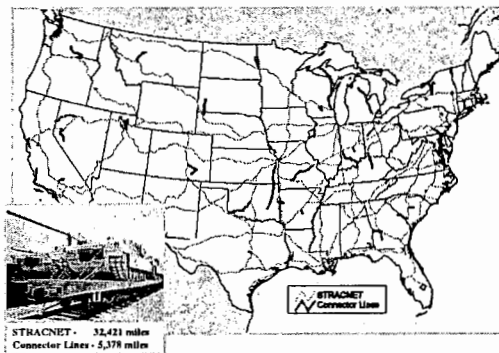 STRACNET
Connector Lines
STRACNET - 32,421 miles
Connector Lines - 5,378 miles